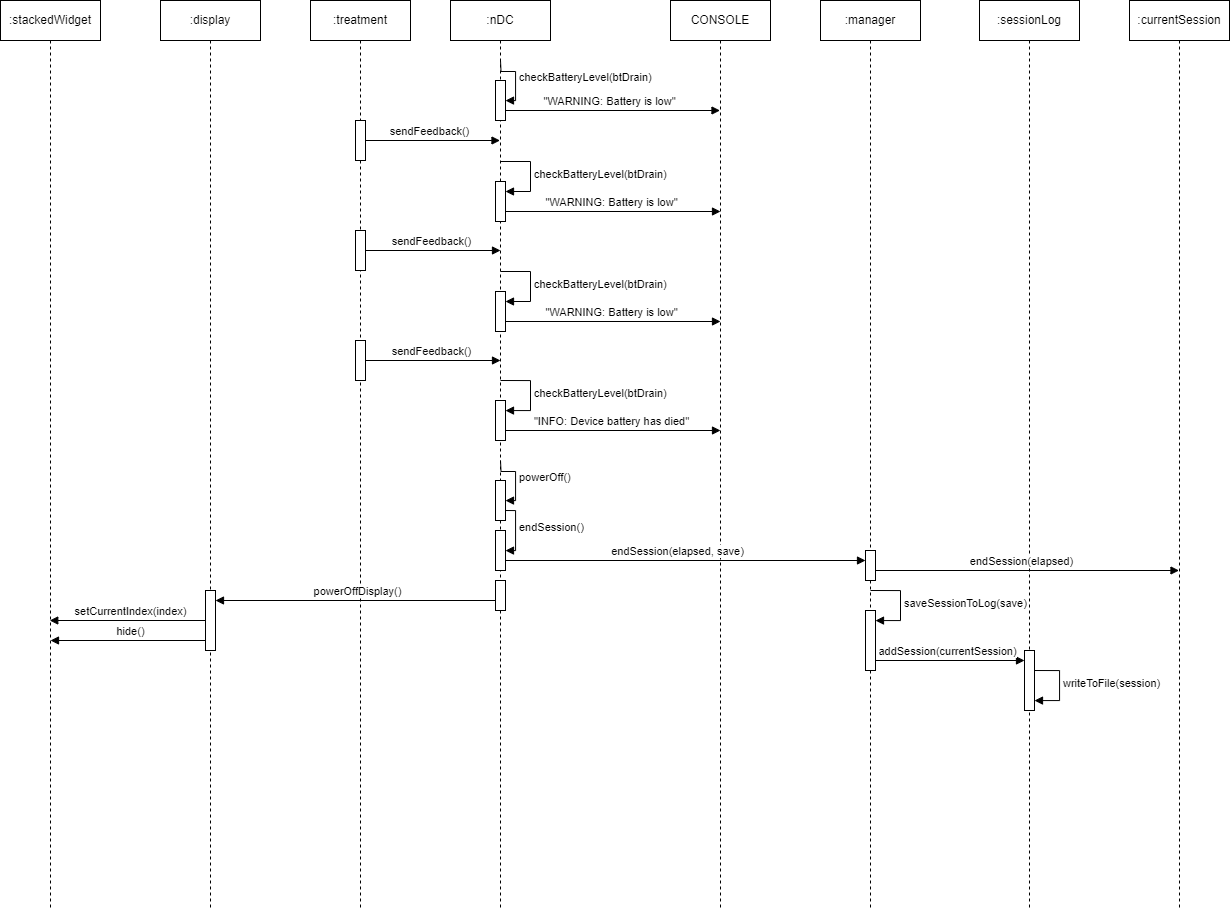 :stackedWidget
:display
:treatment
:nDC
CONSOLE
:manager
:sessionLog
:currentSession
checkBatteryLevel(btDrain)
"WARNING: Battery is low"
sendFeedback()
checkBatteryLevel(btDrain)
"WARNING: Battery is low"
sendFeedback()
checkBatteryLevel(btDrain)
"WARNING: Battery is low"
sendFeedback()
checkBatteryLevel(btDrain)
"INFO: Device battery has died"
powerOff()
endSession()
endSession(elapsed, save)
endSession(elapsed)
powerOffDisplay()
saveSessionToLog(save)
setCurrentIndex(index)
hide()
addSession(currentSession)
writeToFile(session)